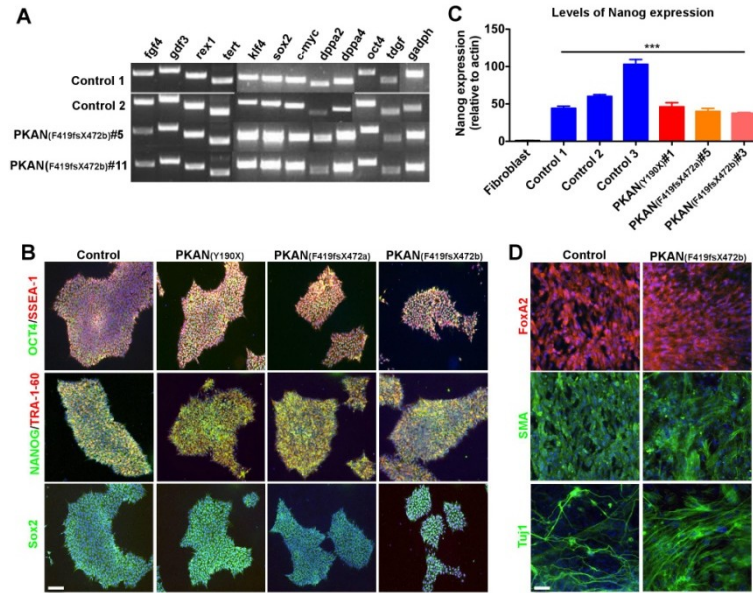 A
fgf4 gdf3 rex1 tert klf4 sox2 c-myc dppa2 dppa4 oct4 tdgf gadph
Control 1
Control 2
PKAN(F419fsX472b)#5
PKAN(F419fsX472b)#11
C
Levels of Nanog expression
Nanog expression
(relative to actin)
150
100
50
0
***
Fibroblast
Control 1
Control 2
Control 3
PKAN(Y190X)#1
PKAN(F419fsX472a)#5
PKAN(F419fsX472b)#3
B
Control PKAN(Y190X) PKAN(F419fsX472a) PKAN(F419fsX472b)
OCT4/SSEA-1
NANOG/TRA-1-60
Sox2
D
Control PKAN(F419fsX472b)
FoxA2
SMA
Tuj1